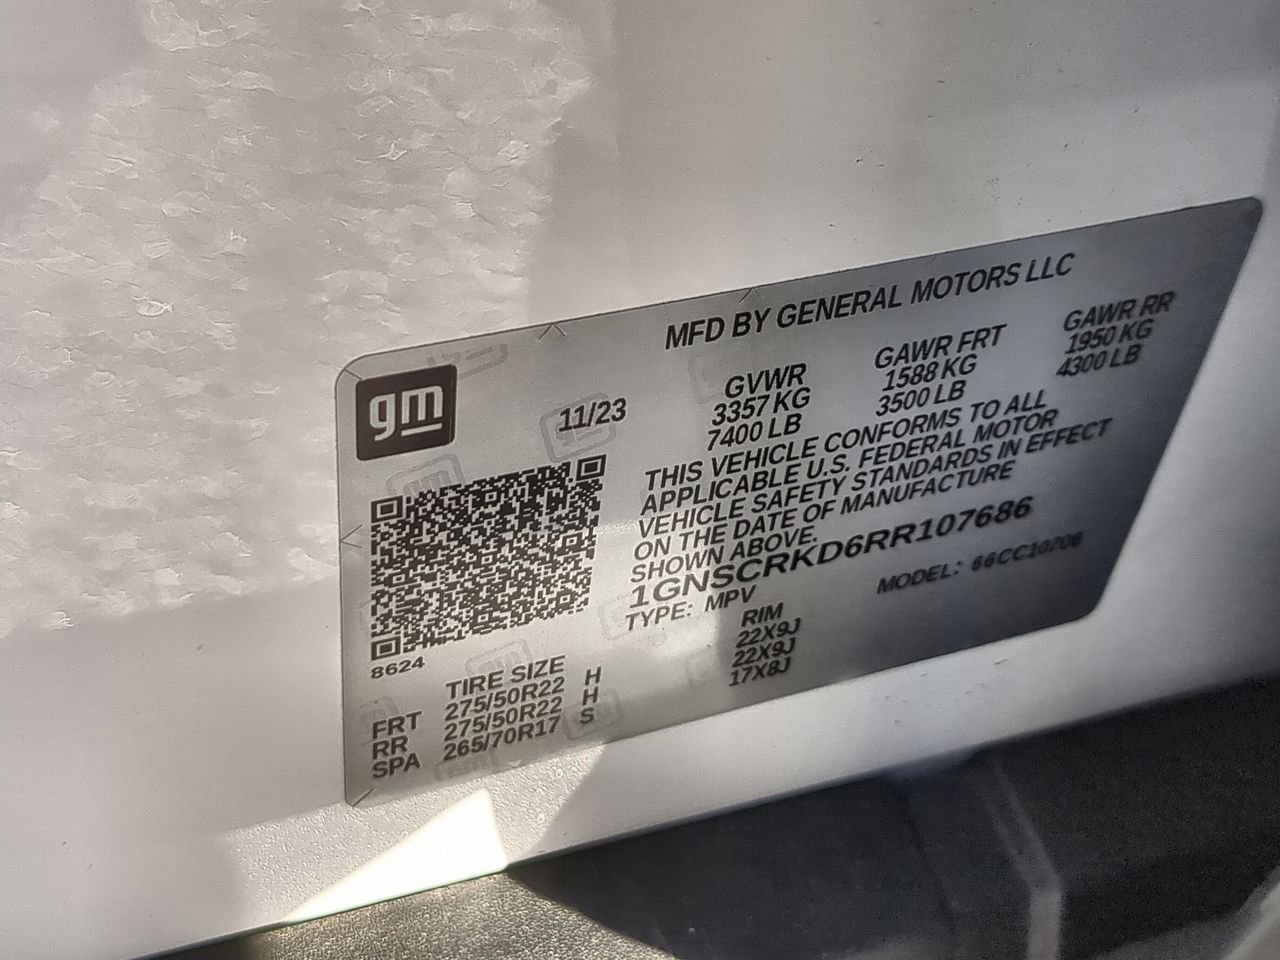 MFD BY GENERAL MOTORS LLC
gm
11/23
GVWR
3357 KG
7400 LB
GAWR FRT
1588 KG
3500 LB
GAWR RR
1950 KG
4300 LB
THIS VEHICLE CONFORMS TO ALL
APPLICABLE U.S. FEDERAL MOTOR
VEHICLE SAFETY STANDARDS IN EFFECT
ON THE DATE OF MANUFACTURE
SHOWN ABOVE.
1GNSCRKD6RR107686
TYPE: MPV
MODEL: 66CC10706
8624
TIRE SIZE RIM
FRT 275/50R22 H 22X9J
RR 275/50R22 H 22X9J
SPA 265/70R17 S 17X8J